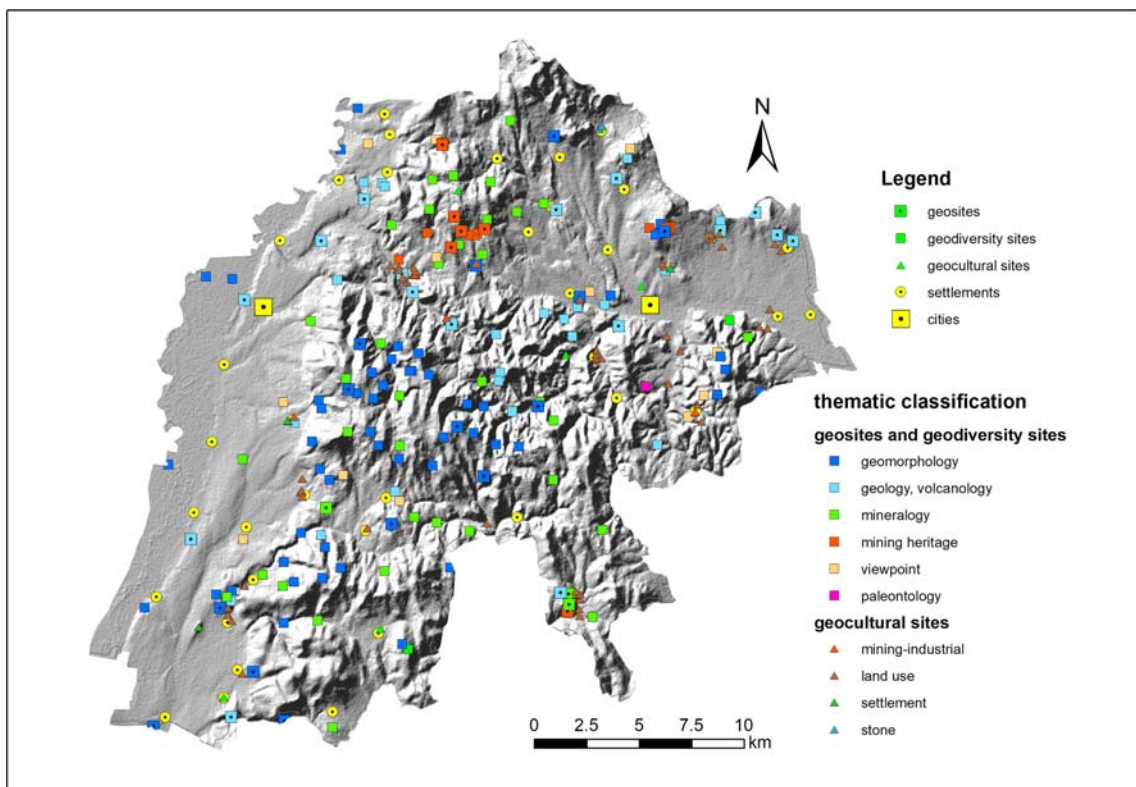 N
Legend
geosites
geodiversity sites
geocultural sites
settlements
cities
thematic classification
geosites and geodiversity sites
geomorphology
geology, volcanology
mineralogy
mining heritage
viewpoint
paleontology
geocultural sites
mining-industrial
land use
settlement
stone
0 2.5 5 7.5 10
km